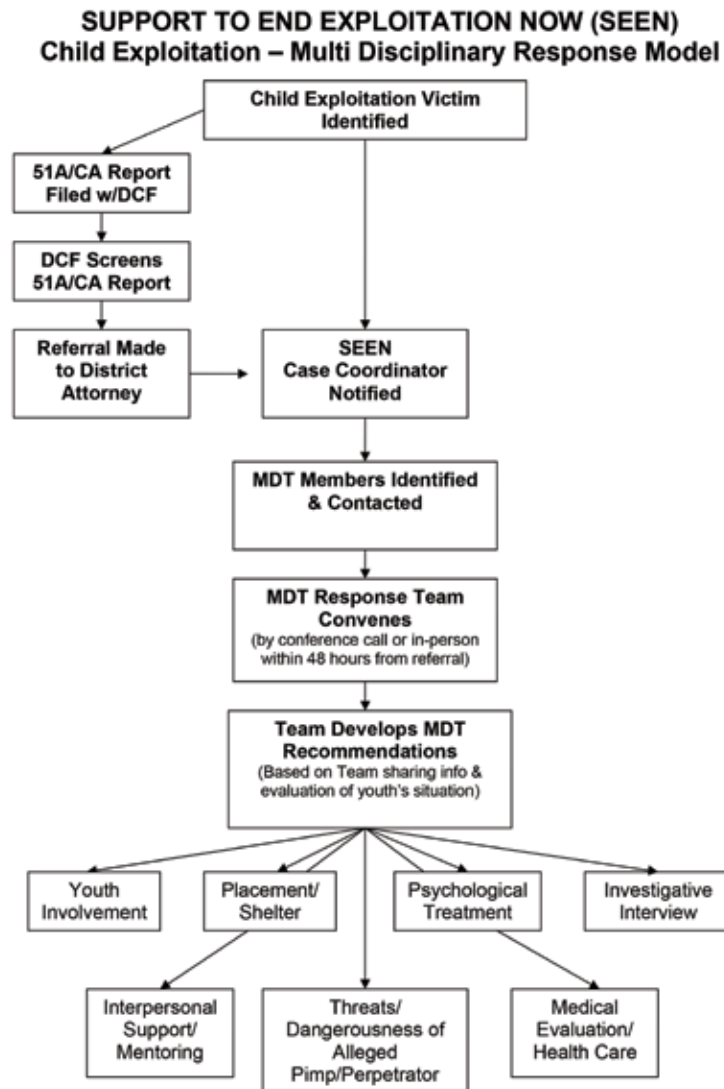 SUPPORT TO END EXPLOITATION NOW (SEEN)
Child Exploitation – Multi Disciplinary Response Model
Child Exploitation Victim
Identified
51A/CA Report
Filed w/DCF
DCF Screens
51A/CA Report
Referral Made
to District
Attorney
SEEN
Case Coordinator
Notified
MDT Members Identified
& Contacted
MDT Response Team
Convenes
(by conference call or in-person
within 48 hours from referral)
Team Develops MDT
Recommendations
(Based on Team sharing info &
evaluation of youth's situation)
Youth
Involvement
Placement/
Shelter
Psychological
Treatment
Investigative
Interview
Interpersonal
Support/
Mentoring
Threats/
Dangerousness of
Alleged
Pimp/Perpetrator
Medical
Evaluation/
Health Care